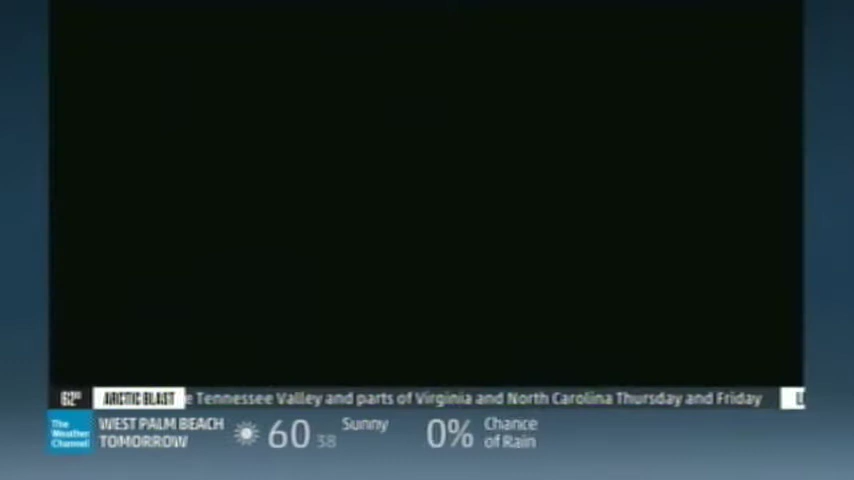 62°
ARCTIC BLAST
e Tennessee Valley and parts of Virginia and North Carolina Thursday and Friday
The
Weather
Channel
WEST PALM BEACH
TOMORROW
60
38
Sunny
0%
Chance
of Rain